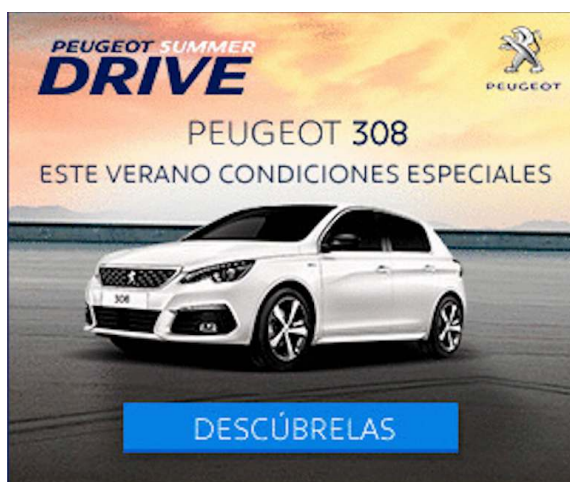 PEUGEOT SUMMER
DRIVE
PEUGEOT
PEUGEOT 308
ESTE VERANO CONDICIONES ESPECIALES
308
DESCÚBRELAS